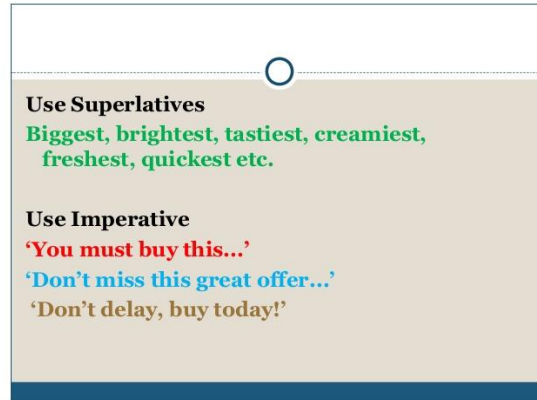 Use Superlatives
Biggest, brightest, tastiest, creamiest,
freshest, quickest etc.
Use Imperative
‘You must buy this...’
‘Don’t miss this great offer...’
‘Don’t delay, buy today!’